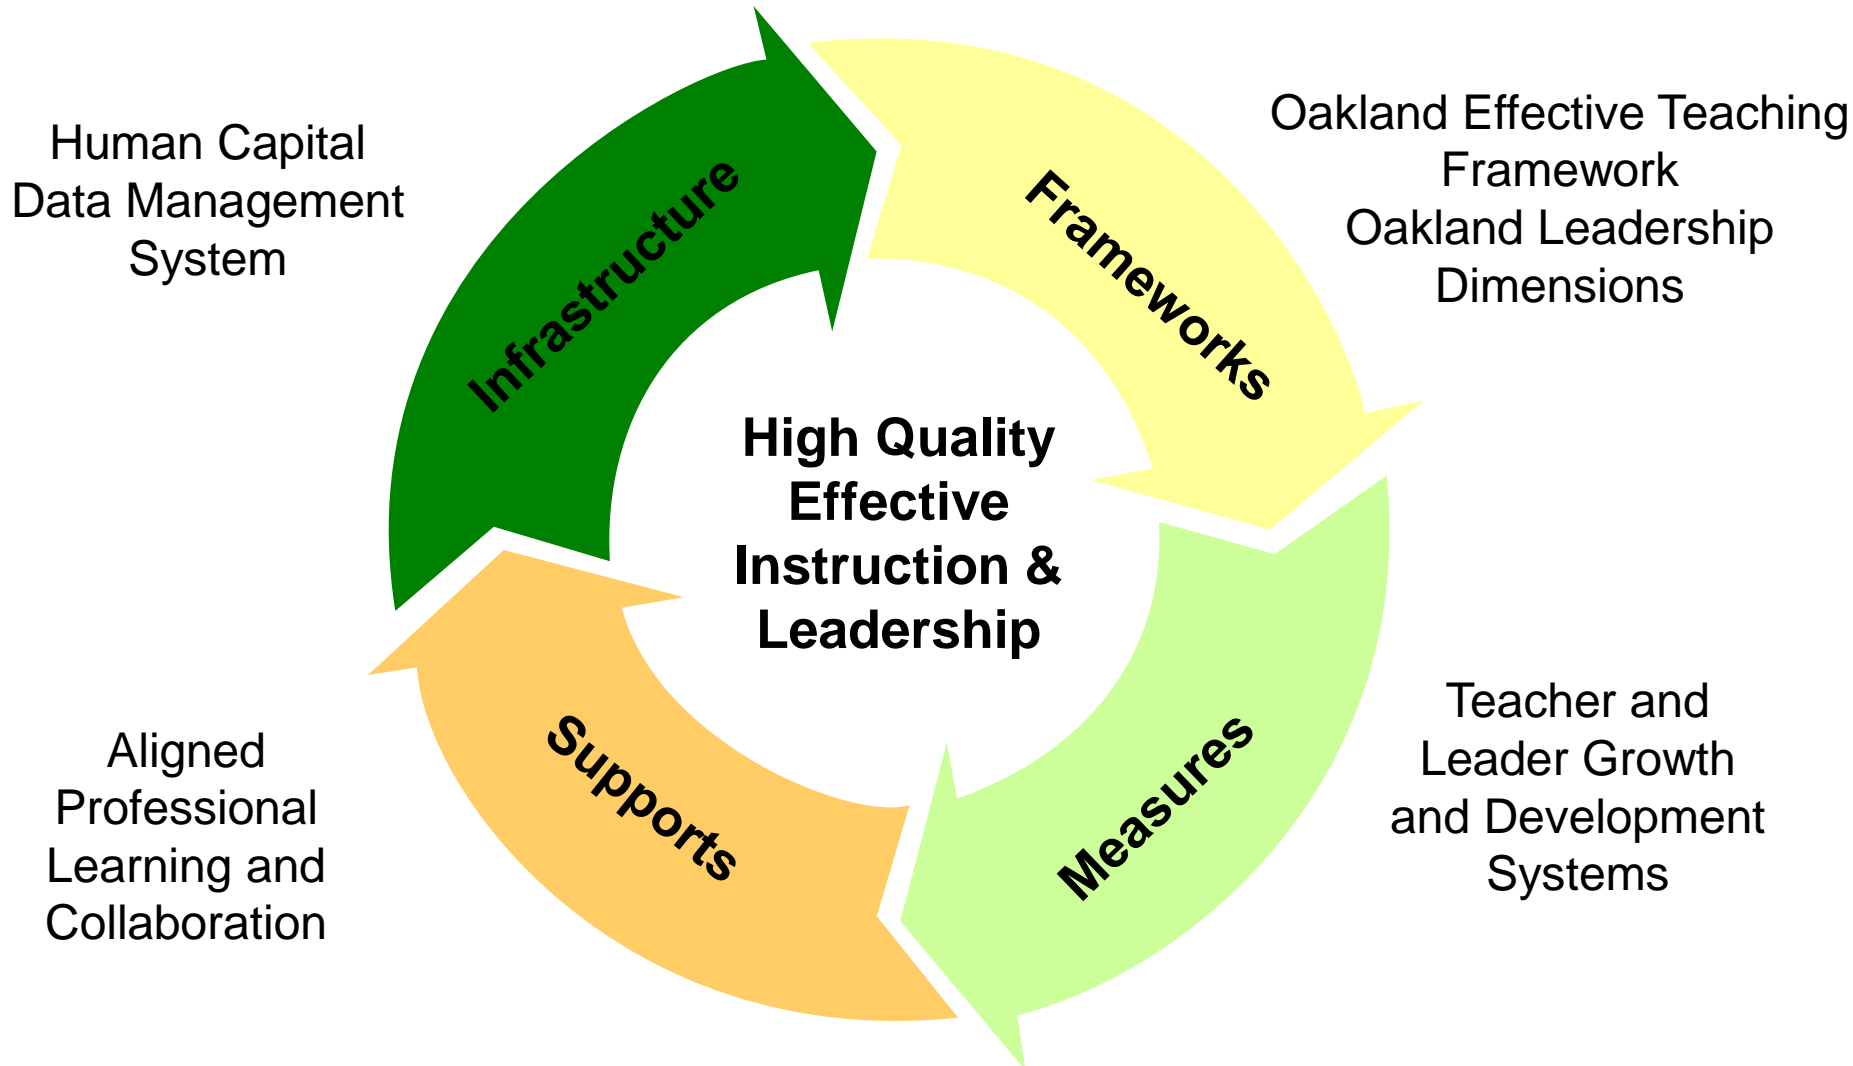 Human Capital
Data Management
System
Infrastructure
Frameworks
Oakland Effective Teaching
Framework
Oakland Leadership
Dimensions
High Quality
Effective
Instruction &
Leadership
Aligned
Professional
Learning and
Collaboration
Supports
Measures
Teacher and
Leader Growth
and Development
Systems